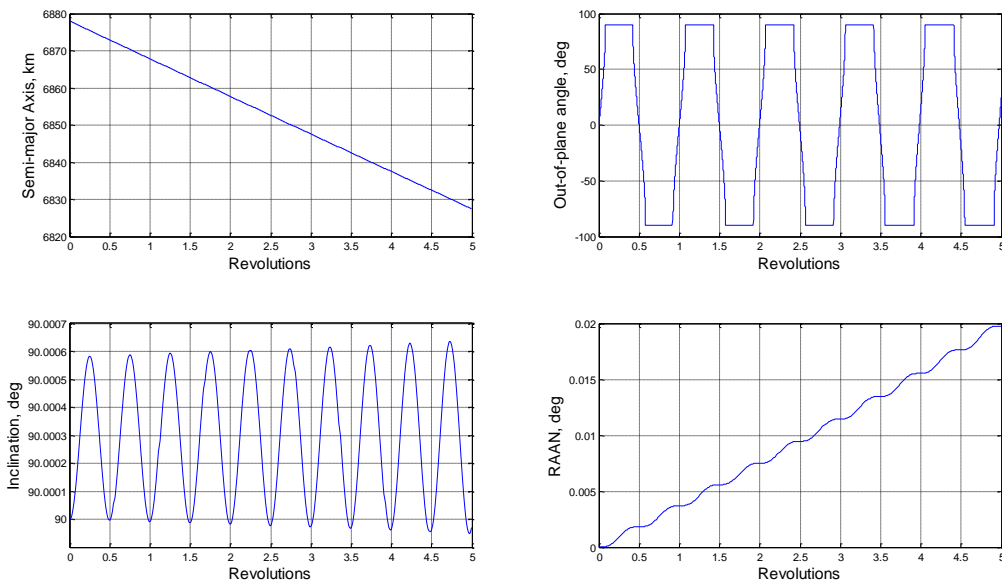 6880
6870
6860
6850
6840
6830
6820
Semi-major Axis, km
0 0.5 1 1.5 2 2.5 3 3.5 4 4.5 5
Revolutions
100
50
0
-50
-100
Out-of-plane angle, deg
0 0.5 1 1.5 2 2.5 3 3.5 4 4.5 5
Revolutions
90.0007
90.0006
90.0005
90.0004
90.0003
90.0002
90.0001
90
Inclination, deg
0 0.5 1 1.5 2 2.5 3 3.5 4 4.5 5
Revolutions
0.02
0.015
0.01
0.005
0
RAAN, deg
0 0.5 1 1.5 2 2.5 3 3.5 4 4.5 5
Revolutions